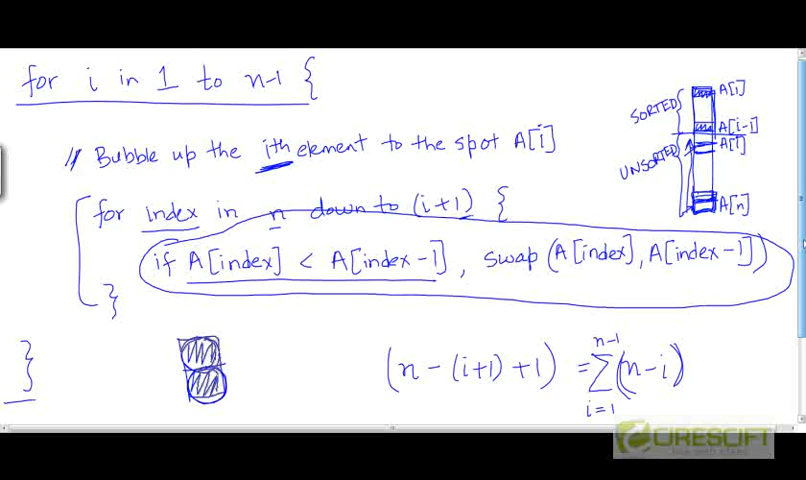 for i in 1 to n-1 {
// Bubble up the ith element to the spot A[i]
for index in n down to (i+1) {
if A[index] < A[index-1], swap (A[index], A[index-1])
}
}
(n - (i+1) + 1) = n-1 ∑ i=1 (n-i)
SORTED
UNSORTED
A[1]
A[i-1]
A[i]
A[n]